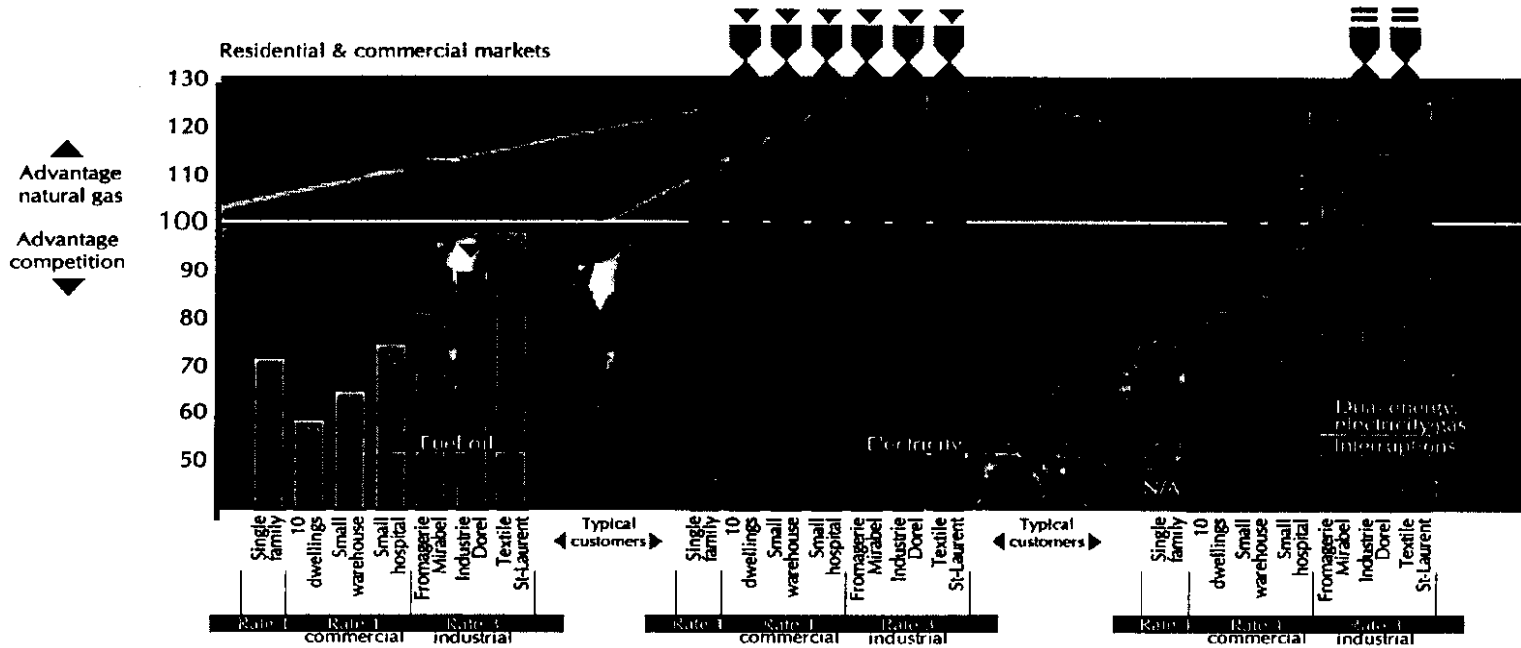 Residential & commercial markets
130
120
Advantage
natural gas
110
100
Advantage
competition
90
80
70
60
50
Fuel oil
Electricity
Dual energy,
electricity-gas
Interruptions
N/A
Single
family
10
dwellings
Small
warehouse
Small
hospital
Fromagerie
Mirabel
Industrie
Dorel
Textile
St-Laurent
Typical
customers
Single
family
10
dwellings
Small
warehouse
Small
hospital
Fromagerie
Mirabel
Industrie
Dorel
Textile
St-Laurent
Typical
customers
Single
family
10
dwellings
Small
warehouse
Small
hospital
Fromagerie
Mirabel
Industrie
Dorel
Textile
St-Laurent
Rate 1
Rate 1
commercial
Rate 3
industrial
Rate 1
Rate 1
commercial
Rate 3
industrial
Rate 1
Rate 1
commercial
Rate 3
industrial